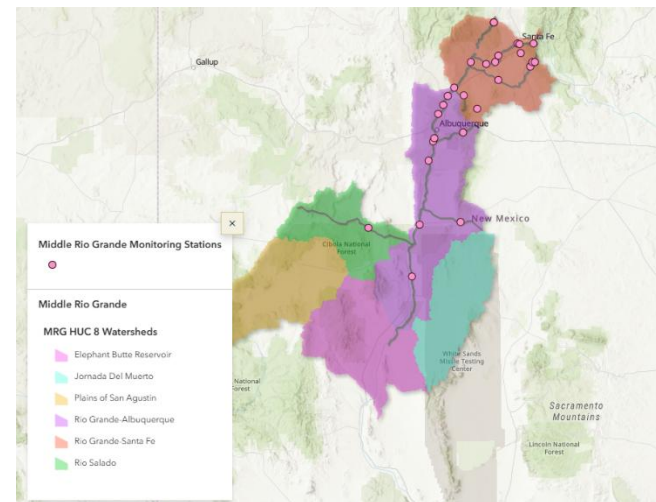 Santa Fe
Gallup
Albuquerque
New Mexico
Cibola National
Forest
White Sands
Missile Testing
Center
National
Forest
Sacramento
Mountains
Lincoln National
Forest
×
Middle Rio Grande Monitoring Stations
Middle Rio Grande
MRG HUC 8 Watersheds
Elephant Butte Reservoir
Jornada Del Muerto
Plains of San Agustin
Rio Grande-Albuquerque
Rio Grande-Santa Fe
Rio Salado